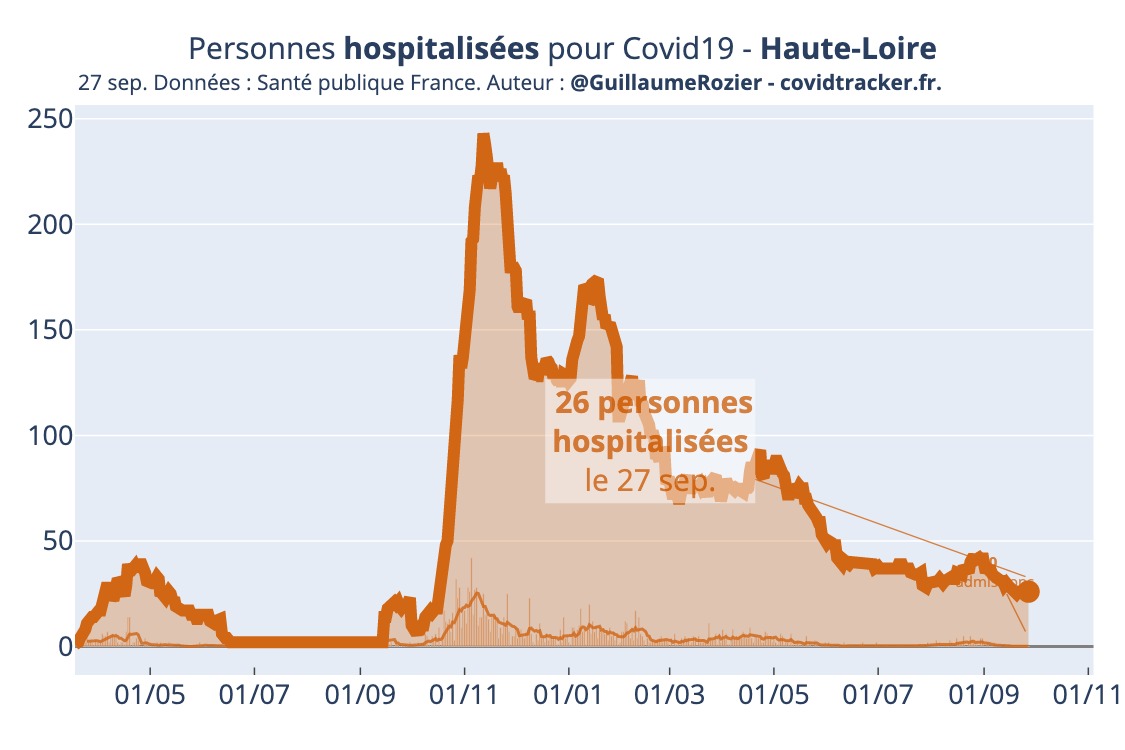 Personnes hospitalisées pour Covid19 - Haute-Loire
27 sep. Données : Santé publique France. Auteur : @GuillaumeRozier - covidtracker.fr.
250
200
150
100
50
0
26 personnes
hospitalisées
le 27 sep.
0
admissions
01/05 01/07 01/09 01/11 01/01 01/03 01/05 01/07 01/09 01/11